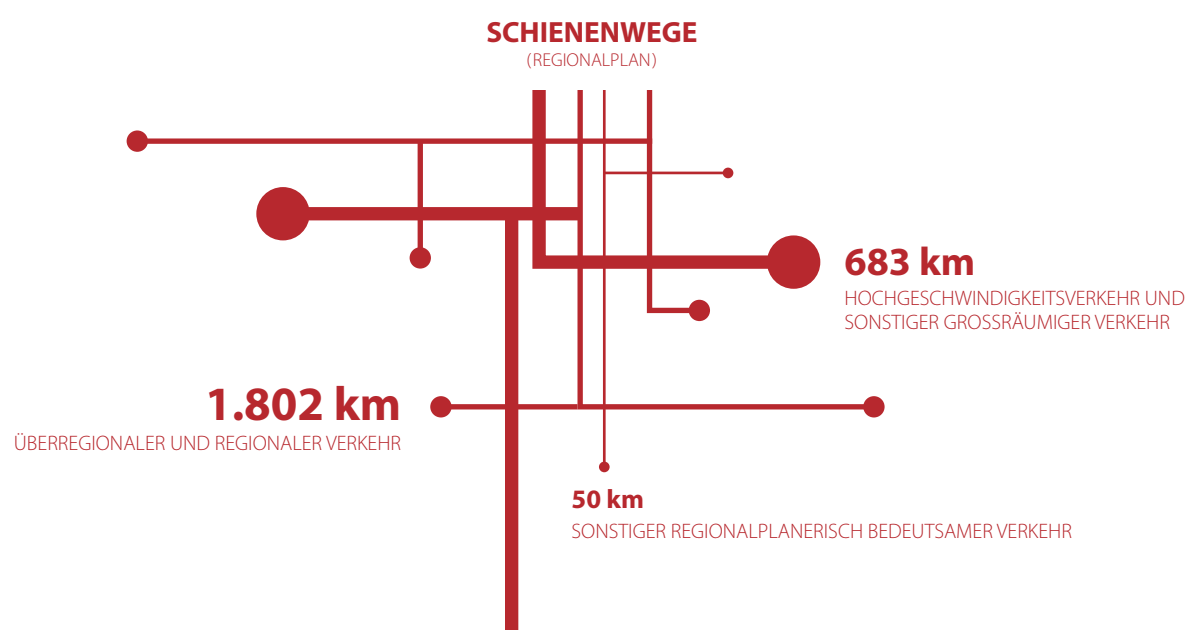 SCHIENENWEGE
(REGIONALPLAN)
683 km
HOCHGESCHWINDIGKEITSVERKEHR UND
SONSTIGER GROSSRÄUMIGER VERKEHR
1.802 km
ÜBERREGIONALER UND REGIONALER VERKEHR
50 km
SONSTIGER REGIONALPLANERISCH BEDEUTSAMER VERKEHR